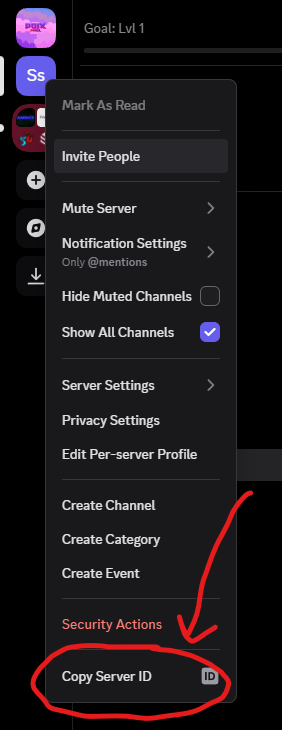 Goal: Lvl 1
Ss
Mark As Read
Invite People
Mute Server
Notification Settings
Only @mentions
Hide Muted Channels
Show All Channels
Server Settings
Privacy Settings
Edit Per-server Profile
Create Channel
Create Category
Create Event
Security Actions
Copy Server ID
ID